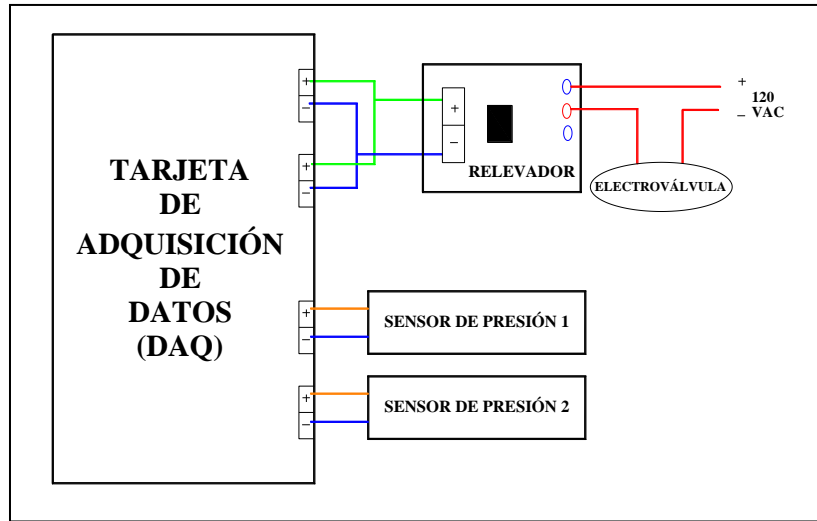 TARJETA
DE
ADQUISICIÓN
DE
DATOS
(DAQ)
+
−
+
−
+
−
+
−
+
−
RELEVADOR
+
120
− VAC
ELECTROVÁLVULA
SENSOR DE PRESIÓN 1
SENSOR DE PRESIÓN 2